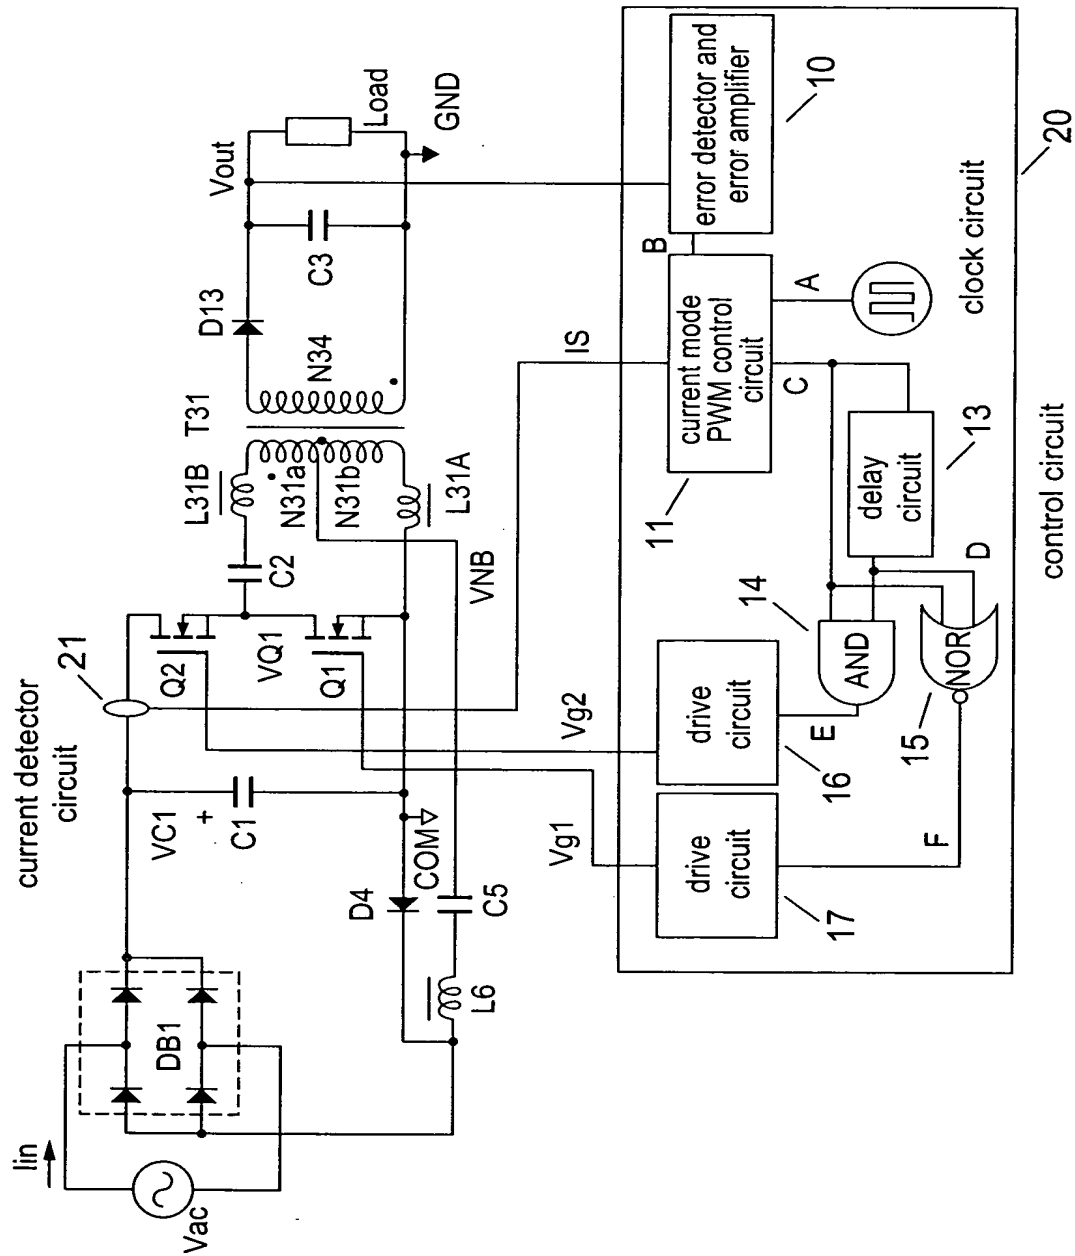 Vac
Iin
DB1
current detector
circuit
21
VC1
+
C1
D4
COM
L6
C5
Q2
VQ1
Q1
VNB
C2
L31B
T31
N31a
N31b
L31A
N34
D13
C3
Vout
Load
GND
IS
Vg2
Vg1
control circuit
20
error detector and
error amplifier
10
B
current mode
PWM control
circuit
11
A
clock circuit
C
delay
circuit
13
D
14
AND
NOR
15
E
F
drive
circuit
16
drive
circuit
17